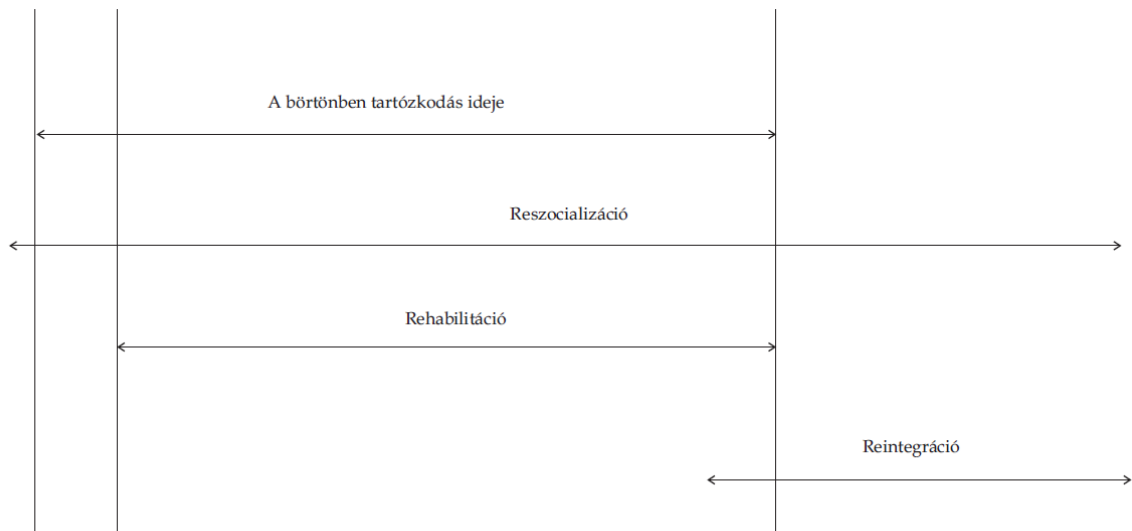 A börtönben tartózkodás ideje
Reszocializáció
Rehabilitáció
Reintegráció